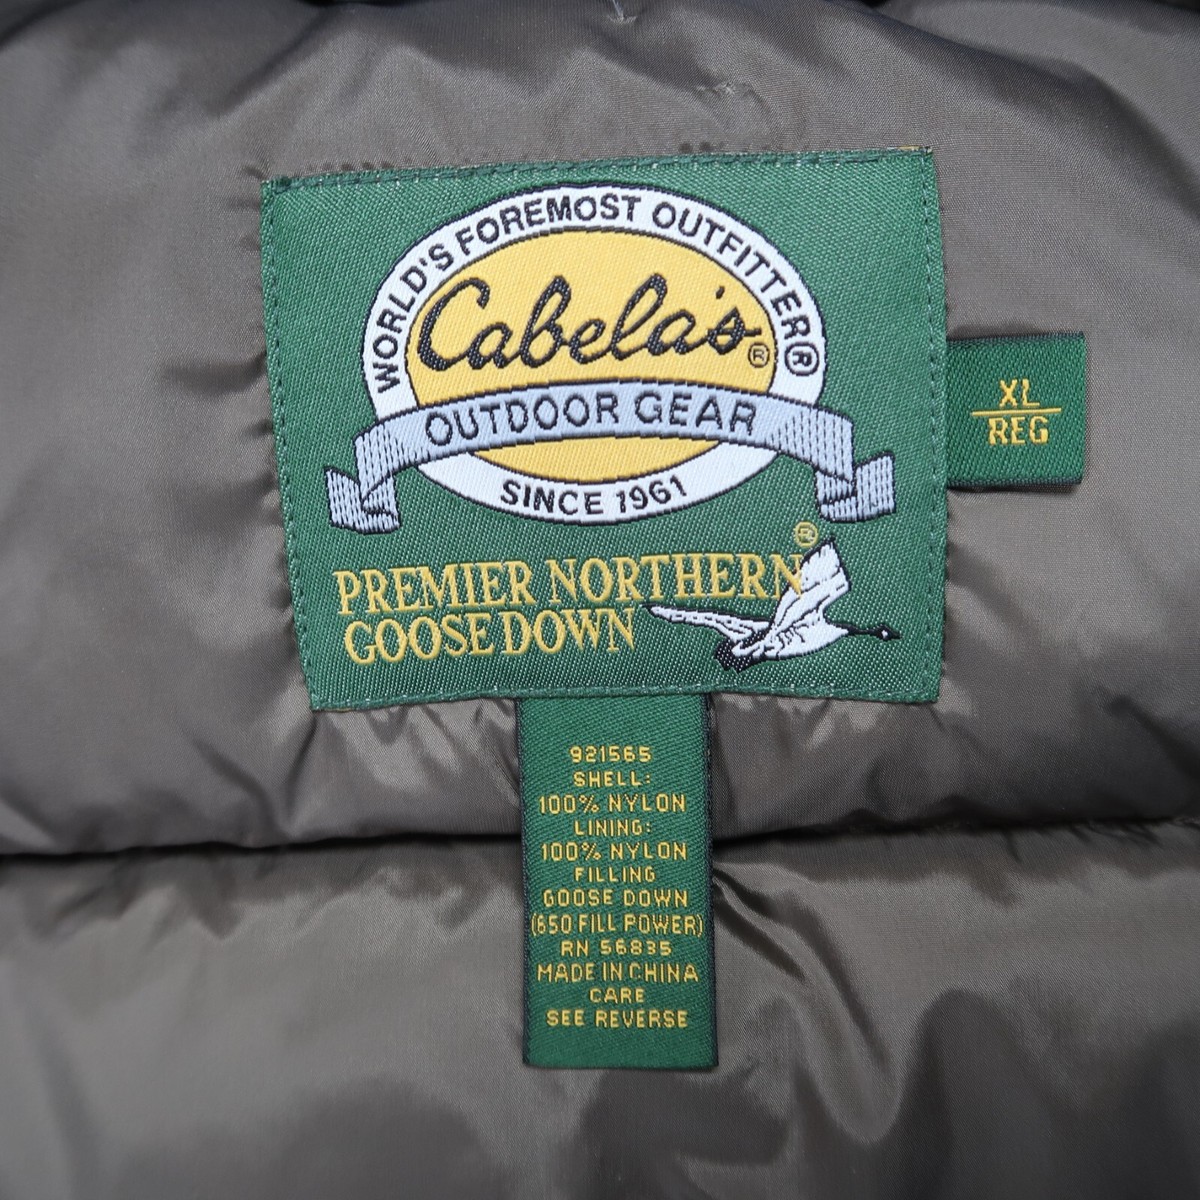 WORLD'S FOREMOST OUTFITTER®
Cabela's®
OUTDOOR GEAR
SINCE 1961
PREMIER NORTHERN®
GOOSE DOWN
XL
REG
921565
SHELL:
100% NYLON
LINING:
100% NYLON
FILLING
GOOSE DOWN
(650 FILL POWER)
RN 56835
MADE IN CHINA
CARE
SEE REVERSE